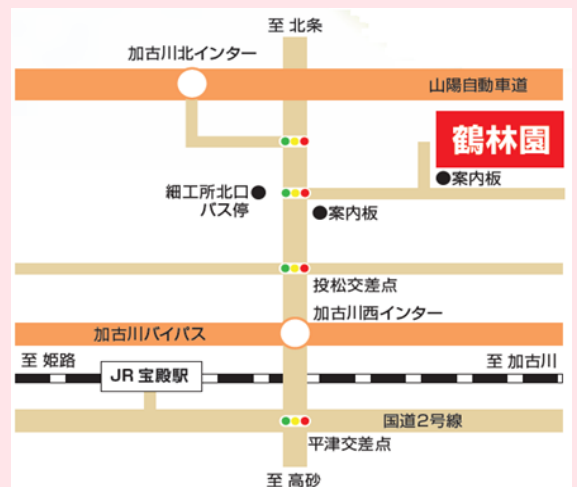 至 北条
加古川北インター
山陽自動車道
鶴林園
●案内板
細工所北口●
バス停
●案内板
投松交差点
加古川西インター
加古川バイパス
至 姫路
至 加古川
JR 宝殿駅
国道2号線
平津交差点
至 高砂